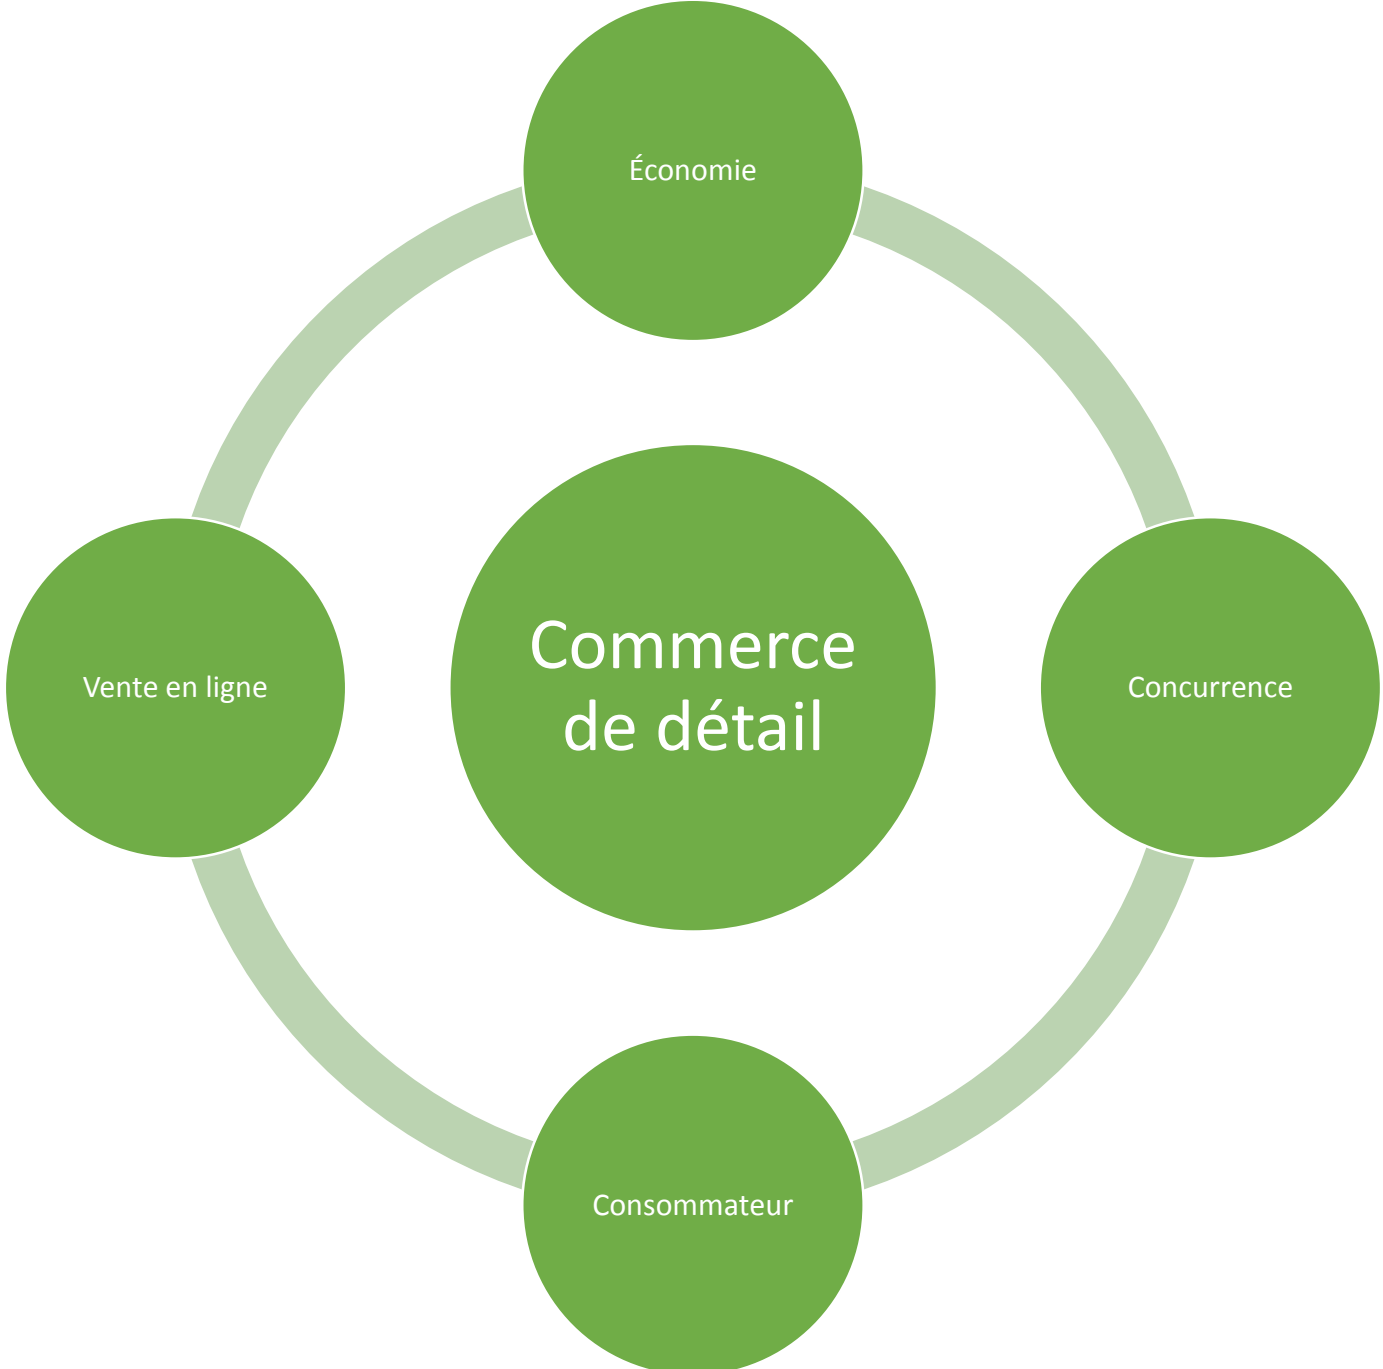 Économie
Commerce
de détail
Vente en ligne
Concurrence
Consommateur